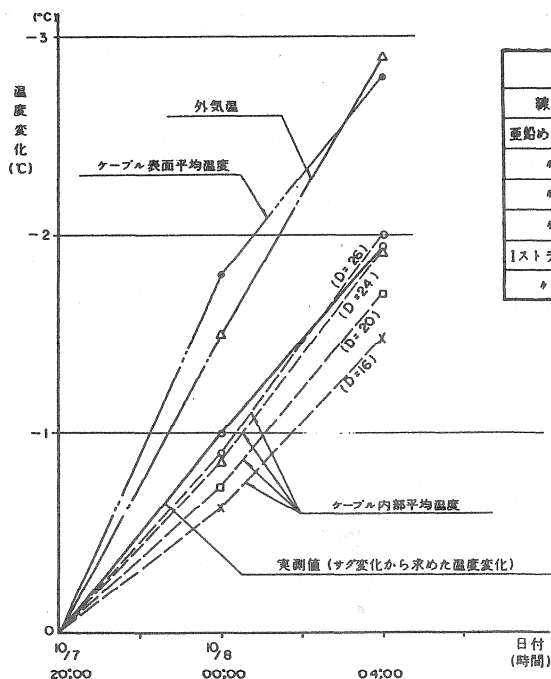 (°C)
-3
温度変化(℃)
外気温
ケーブル表面平均温度
-2
(D=26)
(D=24)
(D=20)
(D=16)
-1
ケーブル内部平均温度
実測値(サグ変化から求めた温度変化)
0
10/7
20:00
10/8
00:00
04:00
日付
(時間)
線
亜鉛め
〃
〃
〃
1ストラ
〃